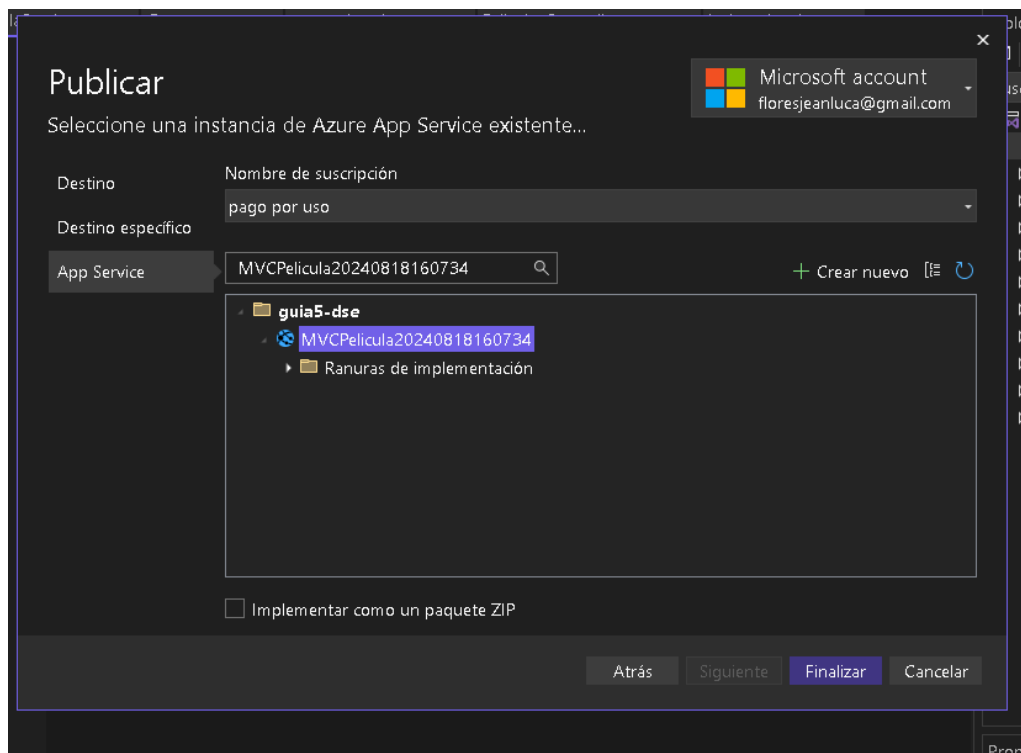 Publicar
Microsoft account
floresjeanluca@gmail.com
Seleccione una instancia de Azure App Service existente...
Destino
Destino específico
App Service
Nombre de suscripción
pago por uso
MVCPelicula20240818160734
Crear nuevo
guia5-dse
MVCPelicula20240818160734
Ranuras de implementación
Implementar como un paquete ZIP
Atrás
Siguiente
Finalizar
Cancelar